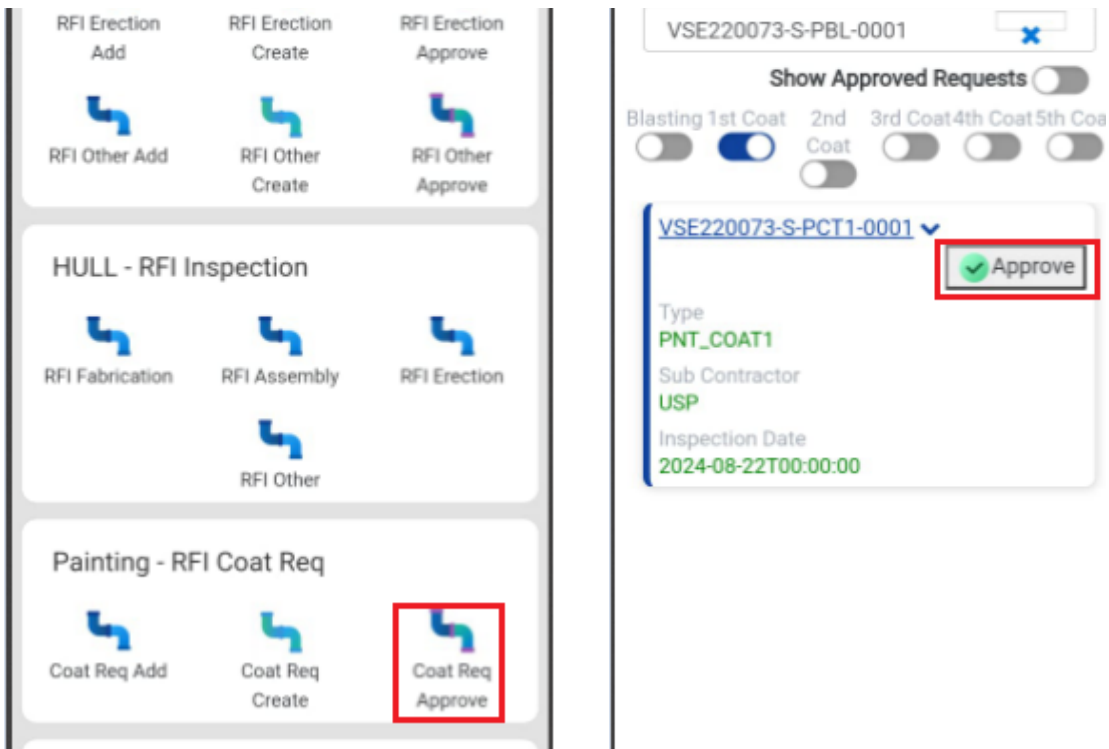 RFI Erection Add
RFI Erection Create
RFI Erection Approve
RFI Other Add
RFI Other Create
RFI Other Approve
HULL - RFI Inspection
RFI Fabrication
RFI Assembly
RFI Erection
RFI Other
Painting - RFI Coat Req
Coat Req Add
Coat Req Create
Coat Req Approve
VSE220073-S-PBL-0001
Show Approved Requests
Blasting 1st Coat 2nd Coat 3rd Coat 4th Coat 5th Coa
VSE220073-S-PCT1-0001
Approve
Type
PNT_COAT1
Sub Contractor
USP
Inspection Date
2024-08-22T00:00:00